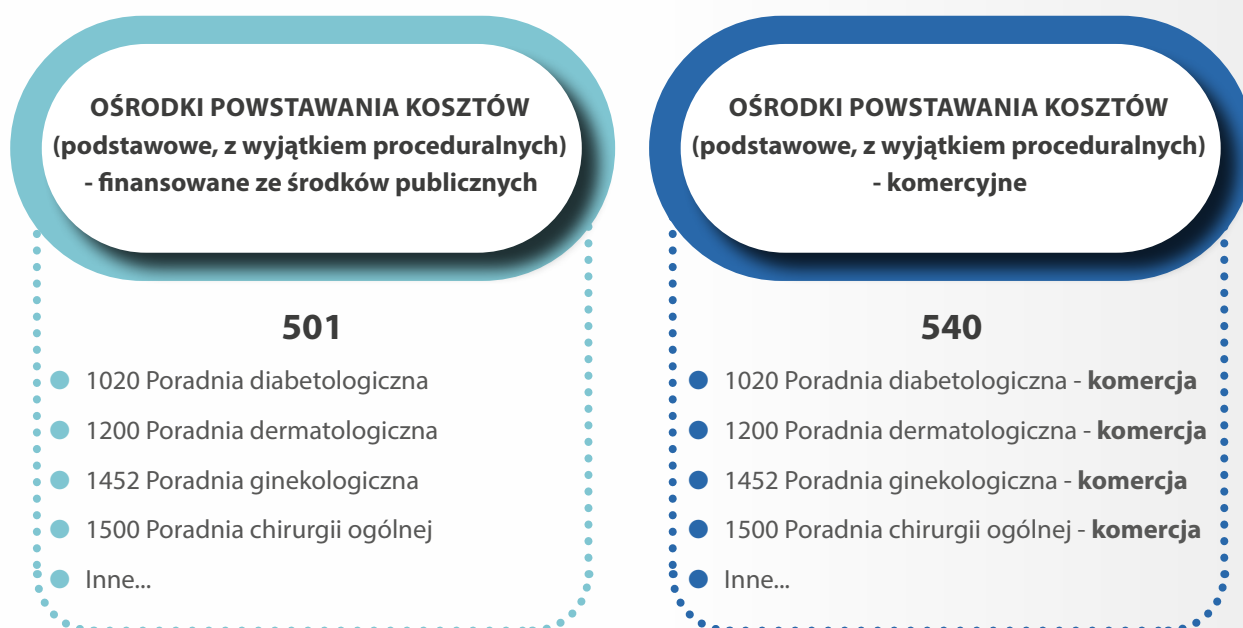 OŚRODKI POWSTAWANIA KOSZTÓW
(podstawowe, z wyjątkiem proceduralnych)
- finansowane ze środków publicznych
501
1020 Poradnia diabetologiczna
1200 Poradnia dermatologiczna
1452 Poradnia ginekologiczna
1500 Poradnia chirurgii ogólnej
Inne...
OŚRODKI POWSTAWANIA KOSZTÓW
(podstawowe, z wyjątkiem proceduralnych)
- komercyjne
540
1020 Poradnia diabetologiczna - komercja
1200 Poradnia dermatologiczna - komercja
1452 Poradnia ginekologiczna - komercja
1500 Poradnia chirurgii ogólnej - komercja
Inne...